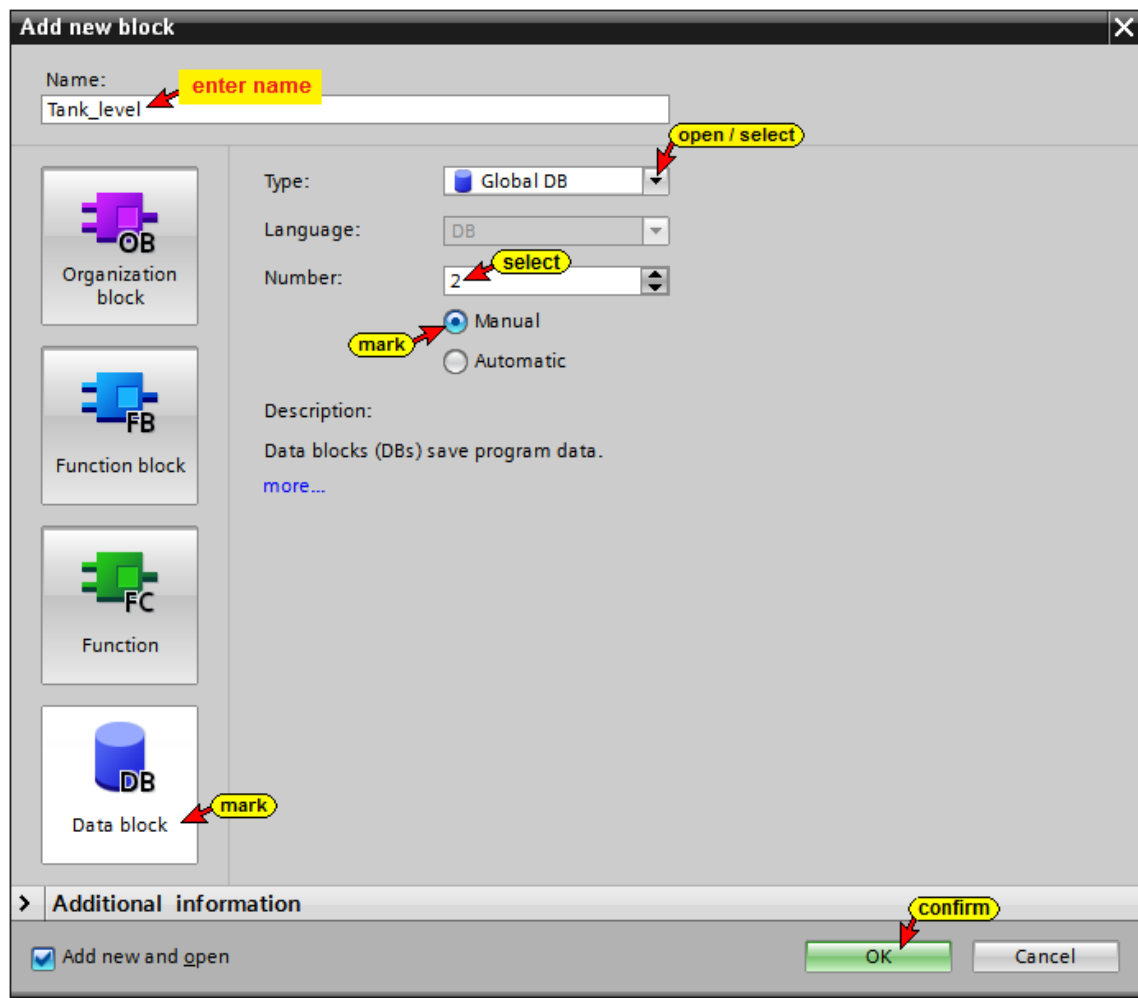 Add new block
Name:
enter name
Tank_level
open / select
Type:
Global DB
Language:
DB
select
Number:
2
Manual
mark
Automatic
Description:
Data blocks (DBs) save program data.
more...
OB
Organization
block
FB
Function block
FC
Function
DB
Data block
mark
Additional information
confirm
Add new and open
OK
Cancel